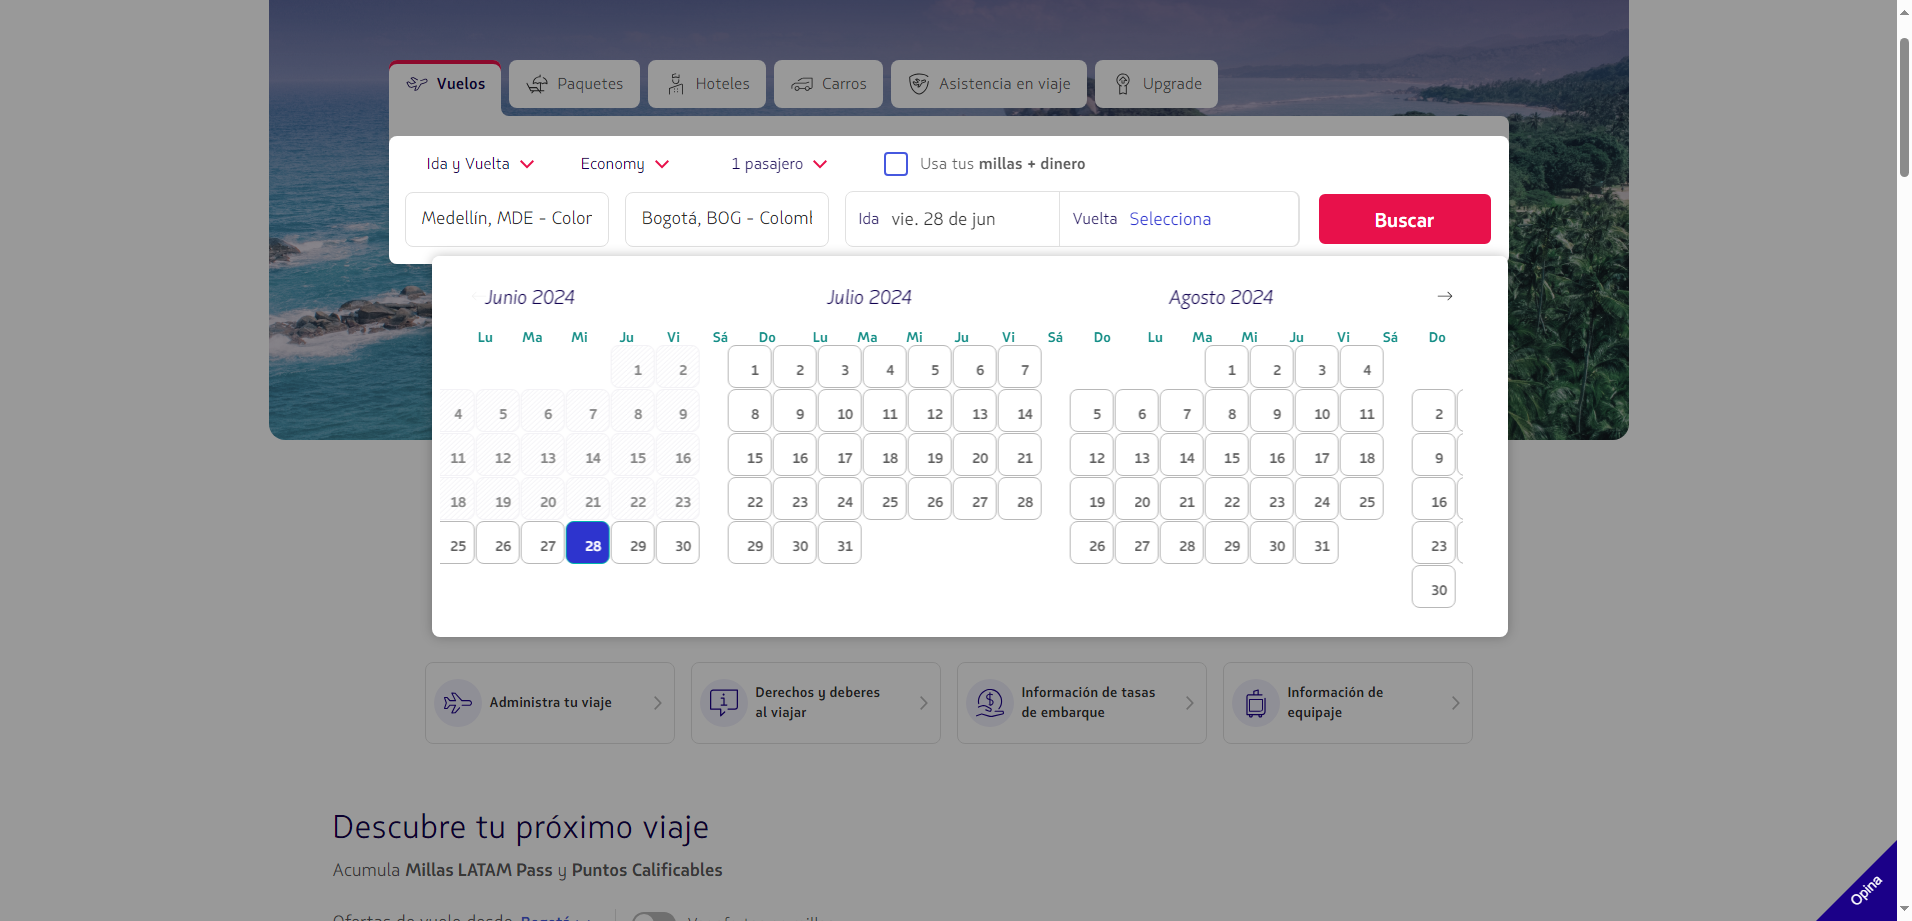 Vuelos Paquetes Hoteles Carros Asistencia en viaje Upgrade
Ida y Vuelta Economy 1 pasajero Usa tus millas + dinero
Medellín, MDE - Color Bogotá, BOG - Colom Ida vie. 28 de jun Vuelta Selecciona Buscar
Junio 2024 Julio 2024 Agosto 2024
Lu Ma Mi Ju Vi Sá Do Lu Ma Mi Ju Vi Sá Do Lu Ma Mi Ju Vi Sá Do
1 2 1 2 3 4 5 6 7 1 2 3 4
4 5 6 7 8 9 8 9 10 11 12 13 14 5 6 7 8 9 10 11 2
11 12 13 14 15 16 15 16 17 18 19 20 21 12 13 14 15 16 17 18 9
18 19 20 21 22 23 22 23 24 25 26 27 28 19 20 21 22 23 24 25 16
25 26 27 28 29 30 29 30 31 26 27 28 29 30 31 23
30
Administra tu viaje
Derechos y deberes
al viajar
Información de tasas
de embarque
Información de
equipaje
Descubre tu próximo viaje
Acumula Millas LATAM Pass y Puntos Calificables
Ofertas de vuelo desde Bogotá
Opina